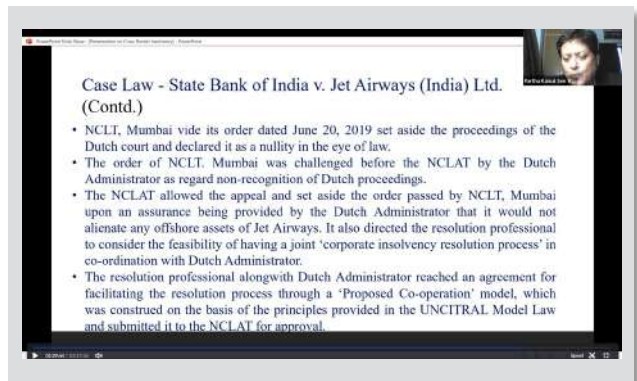 Case Law - State Bank of India v. Jet Airways (India) Ltd.
(Contd.)
• NCLT, Mumbai vide its order dated June 20, 2019 set aside the proceedings of the
Dutch court and declared it as a nullity in the eye of law.
• The order of NCLT. Mumbai was challenged before the NCLAT by the Dutch
Administrator as regard non-recognition of Dutch proceedings.
• The NCLAT allowed the appeal and set aside the order passed by NCLT, Mumbai
upon an assurance being provided by the Dutch Administrator that it would not
alienate any offshore assets of Jet Airways. It also directed the resolution professional
to consider the feasibility of having a joint ‘corporate insolvency resolution process’ in
co-ordination with Dutch Administrator.
• The resolution professional alongwith Dutch Administrator reached an agreement for
facilitating the resolution process through a ‘Proposed Co-operation’ model, which
was construed on the basis of the principles provided in the UNCITRAL Model Law
and submitted it to the NCLAT for approval.